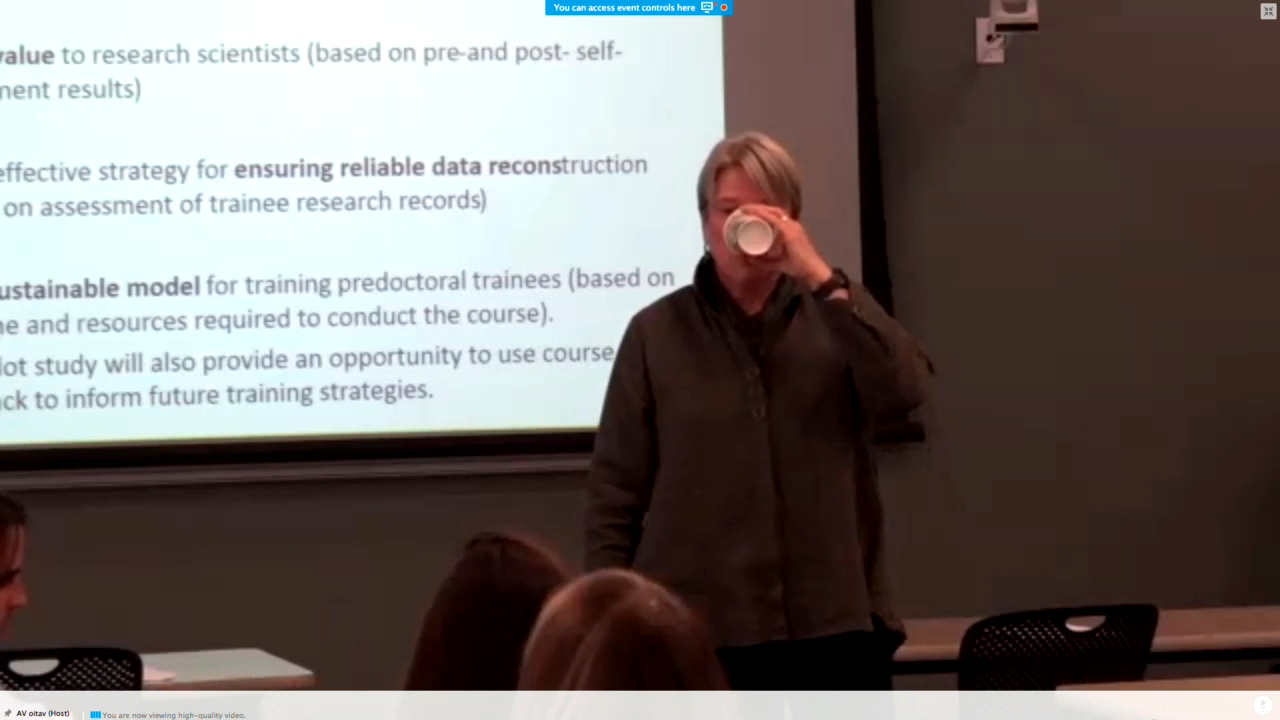 You can access event controls here
value to research scientists (based on pre-and post- self-
ment results)
effective strategy for ensuring reliable data reconstruction
on assessment of trainee research records)
ustainable model for training predoctoral trainees (based on
and resources required to conduct the course).
study will also provide an opportunity to use course
to inform future training strategies.
AV oitav (Host)
You are now viewing high-quality video.